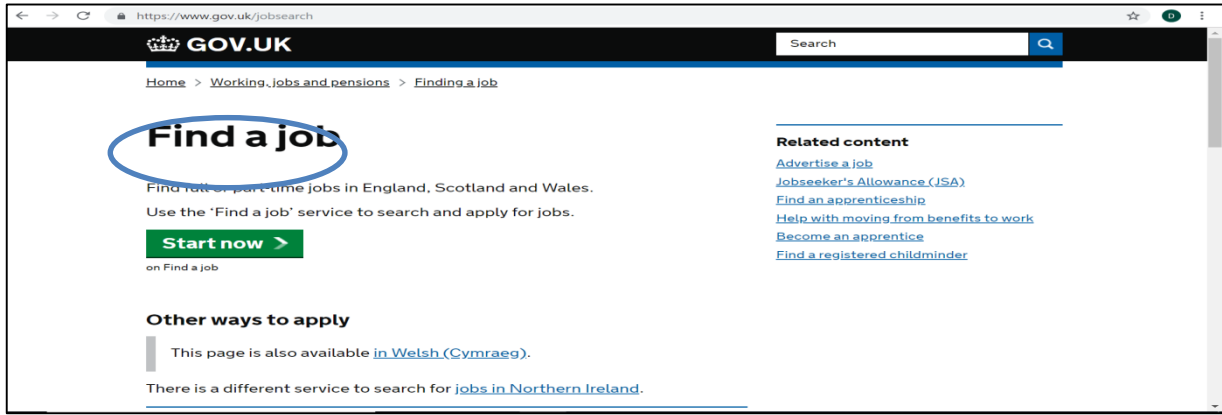 https://www.gov.uk/jobsearch
D
GOV.UK
Search
Home > Working, jobs and pensions > Finding a job
Find a job
Find full or part-time jobs in England, Scotland and Wales.
Use the 'Find a job' service to search and apply for jobs.
Start now >
on Find a job
Other ways to apply
This page is also available in Welsh (Cymraeg).
There is a different service to search for jobs in Northern Ireland.
Related content
Advertise a job
Jobseeker's Allowance (JSA)
Find an apprenticeship
Help with moving from benefits to work
Become an apprentice
Find a registered childminder